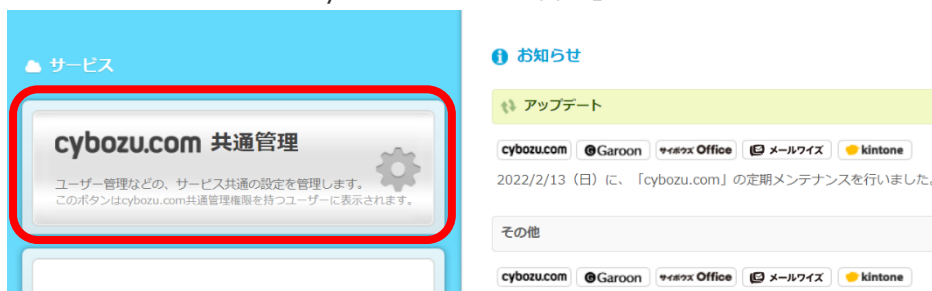 サービス
cybozu.com 共通管理
ユーザー管理などの、サービス共通の設定を管理します。
このボタンはcybozu.com共通管理権限を持つユーザーに表示されます。
お知らせ
アップデート
cybozu.com Garoon サイボウズ Office メールワイズ kintone
2022/2/13（日）に、「cybozu.com」の定期メンテナンスを行いました。
その他
cybozu.com Garoon サイボウズ Office メールワイズ kintone